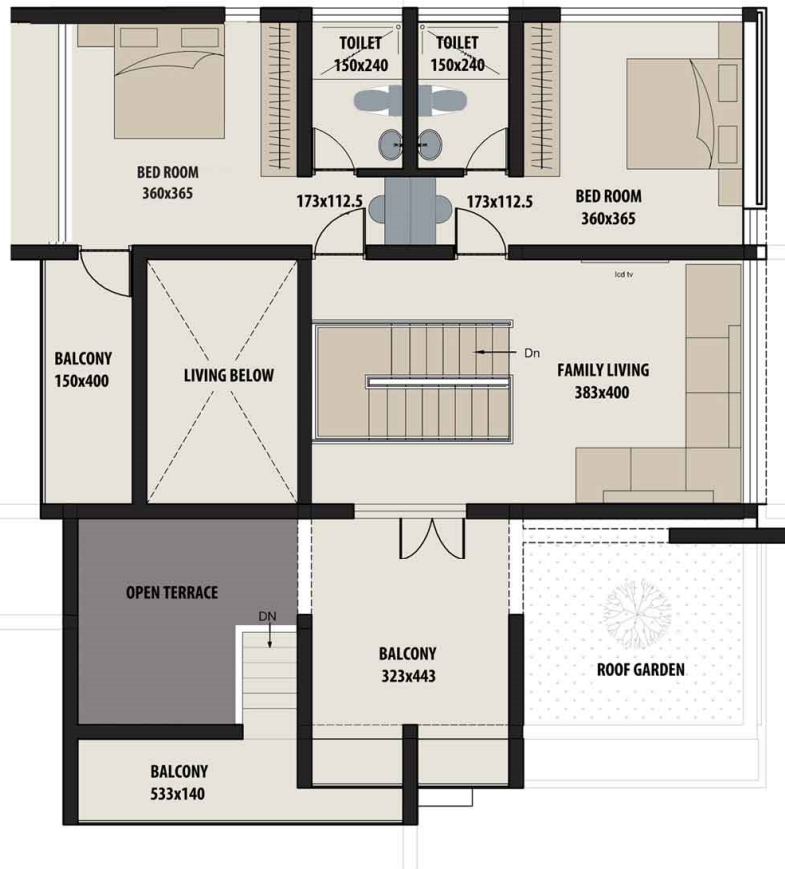 TOILET
150x240
TOILET
150x240
BED ROOM
360x365
173x112.5
173x112.5
BED ROOM
360x365
lcd tv
BALCONY
150x400
LIVING BELOW
Dn
FAMILY LIVING
383x400
OPEN TERRACE
DN
BALCONY
323x443
ROOF GARDEN
BALCONY
533x140